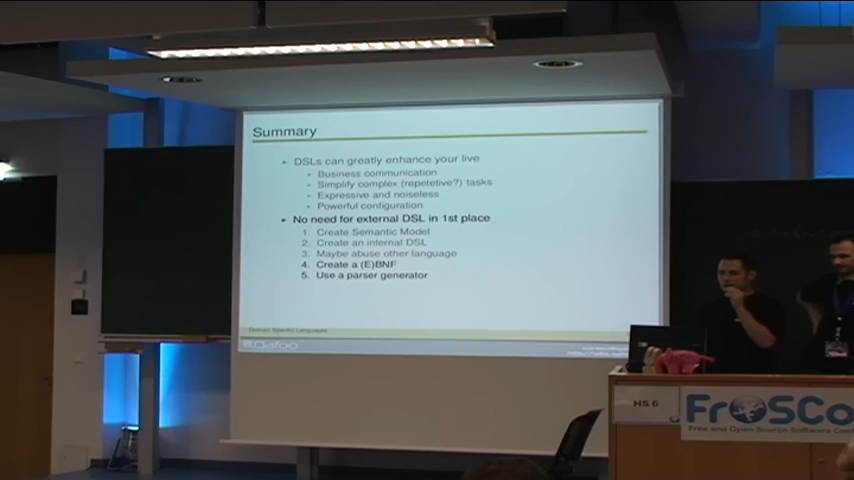 Summary
DSLs can greatly enhance your live
Business communication
Simplify complex (repetetive?) tasks
Expressive and noiseless
Powerful configuration
No need for external DSL in 1st place
1. Create Semantic Model
2. Create an internal DSL
3. Maybe abuse other language
4. Create a (E)BNF
5. Use a parser generator
Domain Specific Languages
Qafoo
HS 6
FrOSCo
Free and Open Source Software Con